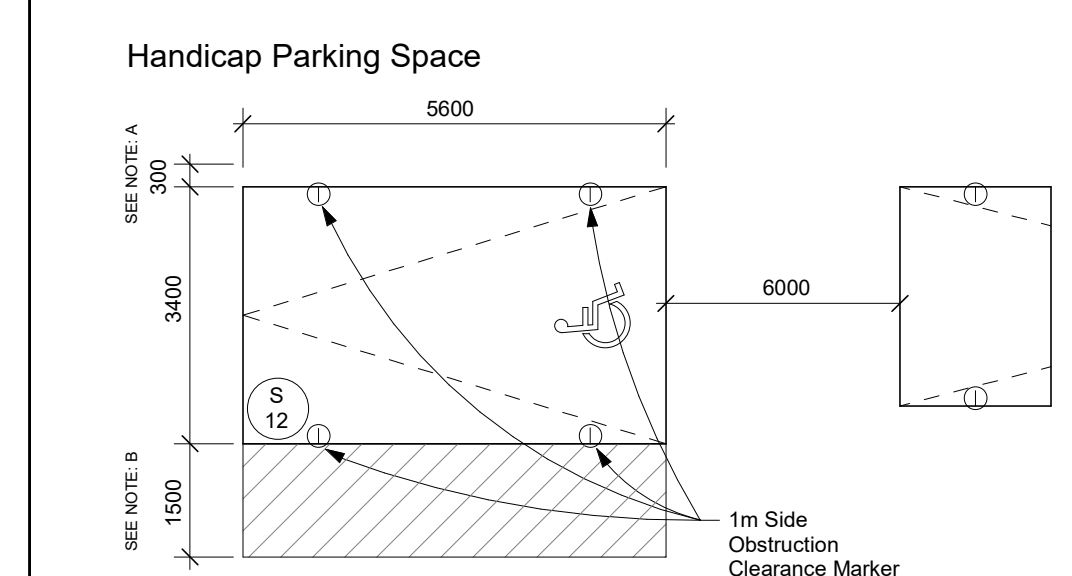 Handicap Parking Space
5600
SEE NOTE: A
300
3400
6000
S
12
SEE NOTE: B
1500
1m Side
Obstruction
Clearance Marker